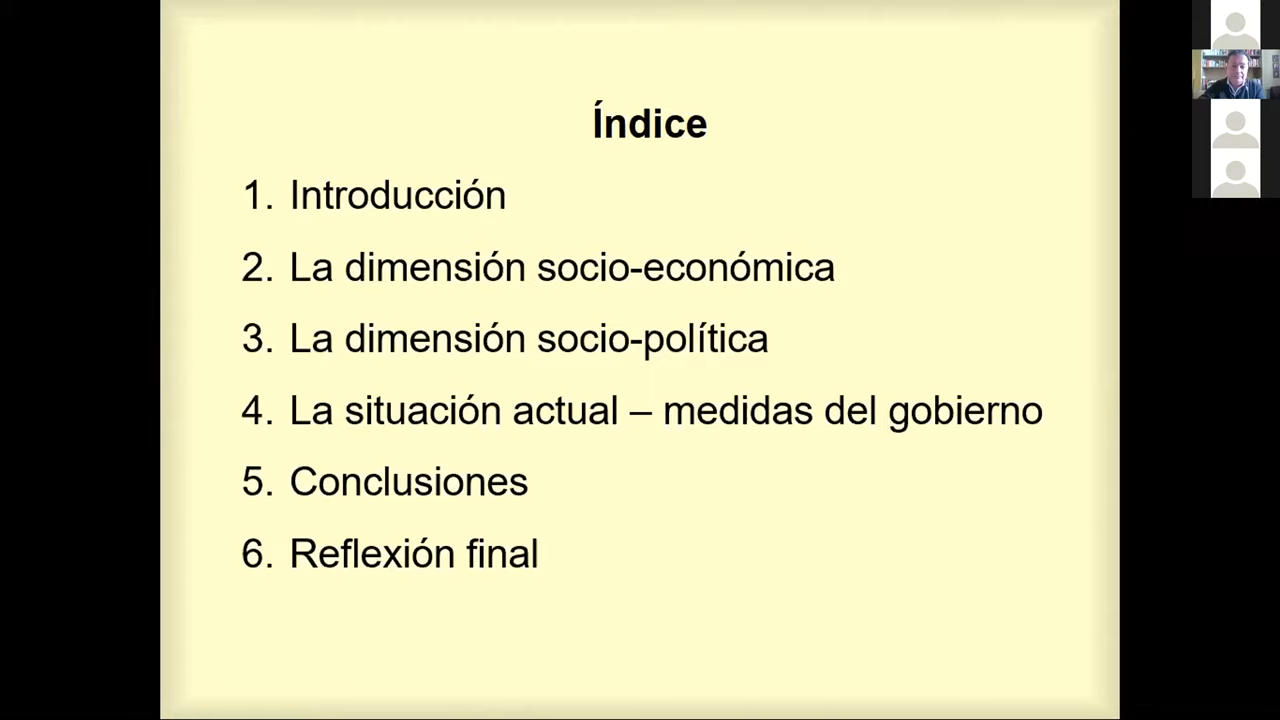 Índice
1. Introducción
2. La dimensión socio-económica
3. La dimensión socio-política
4. La situación actual – medidas del gobierno
5. Conclusiones
6. Reflexión final